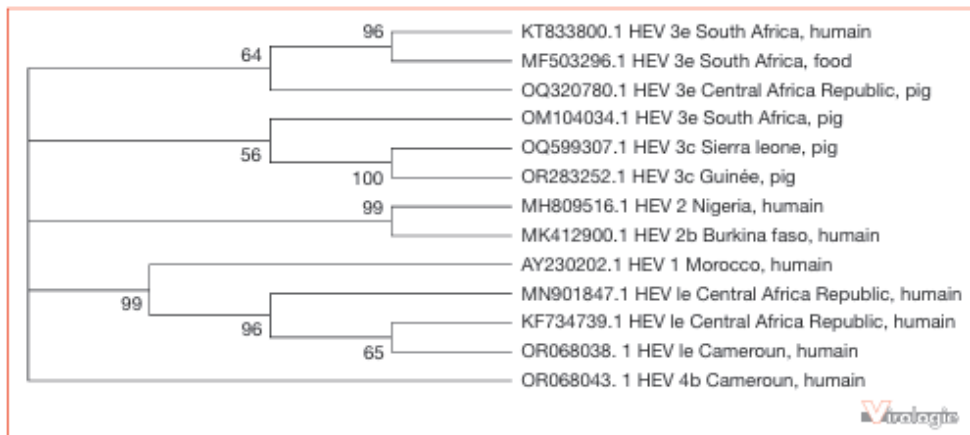 96
KT833800.1 HEV 3e South Africa, humain
64
MF503296.1 HEV 3e South Africa, food
OQ320780.1 HEV 3e Central Africa Republic, pig
OM104034.1 HEV 3e South Africa, pig
56
OQ599307.1 HEV 3c Sierra leone, pig
100
OR283252.1 HEV 3c Guinée, pig
99
MH809516.1 HEV 2 Nigeria, humain
MK412900.1 HEV 2b Burkina faso, humain
AY230202.1 HEV 1 Morocco, humain
99
MN901847.1 HEV Ie Central Africa Republic, humain
96
KF734739.1 HEV Ie Central Africa Republic, humain
65
OR068038. 1 HEV Ie Cameroun, humain
OR068043. 1 HEV 4b Cameroun, humain
Virologie